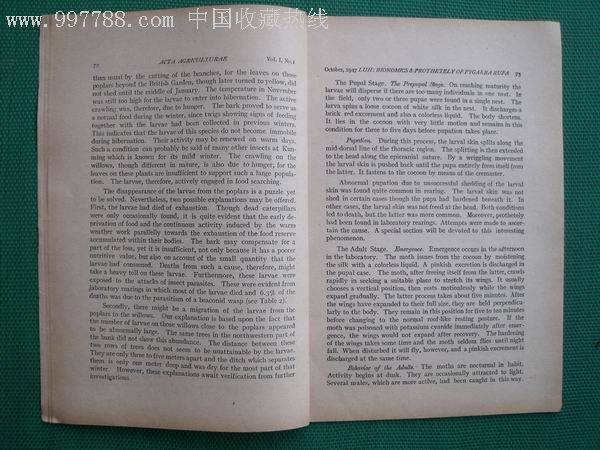 www.997788.com 中国收藏热线
72 ACTA AGRICULTURAE Vol. I, No. 1
than usual by the cutting of the branches, for the leaves on those
poplars beyond the British Garden, though later turned to yellow, did
not shed until the middle of January. The temperature in November
was still too high for the larvae to enter into hibernation. The active
crawling was, therefore, due to hunger. The bark proved to serve as
a normal food during the winter, since twigs showing signs of feeding
together with the larvae had been collected in previous winters.
This indicates that the larvae of this species do not become immobile
during hibernation. Their activity may be renewed on warm days.
Such a condition can probably be said of many other insects at Kun-
ming which is known for its mild winter. The crawling on the
willows, though different in nature, is also due to hunger, for the
leaves on these plants are insufficient to support such a large popula-
tion. The larvae, therefore, actively engaged in food searching.
The disappearance of the larvae from the poplars is a puzzle yet
to be solved. Nevertheless, two possible explanations may be offered.
First, the larvae had died of exhaustion. Though dead caterpillars
were only occasionally found, it is quite evident that the early de-
privation of food and the continuous activity induced by the warm
weather work parallely towards the exhaustion of the food reserve
accumulated within their bodies. The bark may compensate for a
part of the loss, yet it is insufficient, not only because it has a poorer
nutritive value, but also on account of the small quantity that the
larvae had consumed. Deaths from such a cause, therefore, might
take a heavy toll on these larvae. Furthermore, these larvae were
exposed to the attacks of insect parasites. These were evident from
laboratory rearings in which most of the larvae died and 6.3% of the
deaths was due to the parasitism of a braconid wasp (see Table 2).
Secondly, there might be a migration of the larvae from the
poplars to the willows. Our explanation is based upon the fact that
the number of larvae on those willows close to the poplars appeared
to be abnormally large. The same trees in the northwestern part of
the bank did not show this abundance. The distance between these
two rows of trees does not seem to be unattainable by the larvae.
They are only three to five meters apart and the ditch which separates
them is only one meter deep and was dry for the most part of that
winter. However, these explanations await verification from further
investigations.
October, 1947 LUH: BIONOMICS & PROTHETELY OF PYGAERA RUFA 73
The Pupal Stage. The Prepupal Stage. On reaching maturity the
larvae will disperse if there are too many individuals in one nest. In
the field, only two or three pupae were found in a single nest. The
larva spins a loose cocoon of white silk in the nest. It discharges a
brick red excrement and also a colorless liquid. The body shortens.
It lies in the cocoon with very little motion and remains in this
condition for three to five days before pupation takes place.
Pupation. During this process, the larval skin splits along the
mid-dorsal line of the thoracic region. The splitting is then extended
to the head along the epicranial suture. By a wriggling movement
the larval skin is pushed back until the pupa entirely frees itself from
the latter. It fastens to the cocoon by means of the cremaster.
Abnormal pupation due to unsuccessful shedding of the larval
skin was found quite common in rearing. The larval skin was not
shed in certain cases though the pupa had hardened beneath it. In
other cases, the larval skin was not freed at the head. Both conditions
led to death, but the latter was more common. Moreover, prothetely
had been found in laboratory rearings. Attempts were made to ascer-
tain the cause. A special section will be devoted to this interesting
phenomenon.
The Adult Stage. Emergence. Emergence occurs in the afternoon
in the laboratory. The moth issues from the cocoon by moistening
the silk with a colorless liquid. A pinkish excretion is discharged in
the pupal case. The moth, after freeing itself from the latter, crawls
rapidly in seeking a suitable place to stretch its wings. It usually
chooses a vertical position, then rests motionlessly while the wings
expand gradually. The latter process takes about five minutes. After
the wings have expanded to their full size, they are held perpendicu-
larly to the body. They remain in this position for five to ten minutes
before changing to the normal roof-like resting posture. If the
moth was poisoned with potassium cyanide immediately after emer-
gence, the wings would not expand after recovery. The hardening
of the wings takes some time and the moth seldom flies until night
fall. When disturbed it will fly, however, and a pinkish excrement is
discharged at the same time.
Behavior of the Adults. The moths are nocturnal in habit.
Activity begins at dusk. They are occasionally attracted to light.
Several males, which are more active, had been caught in this way.